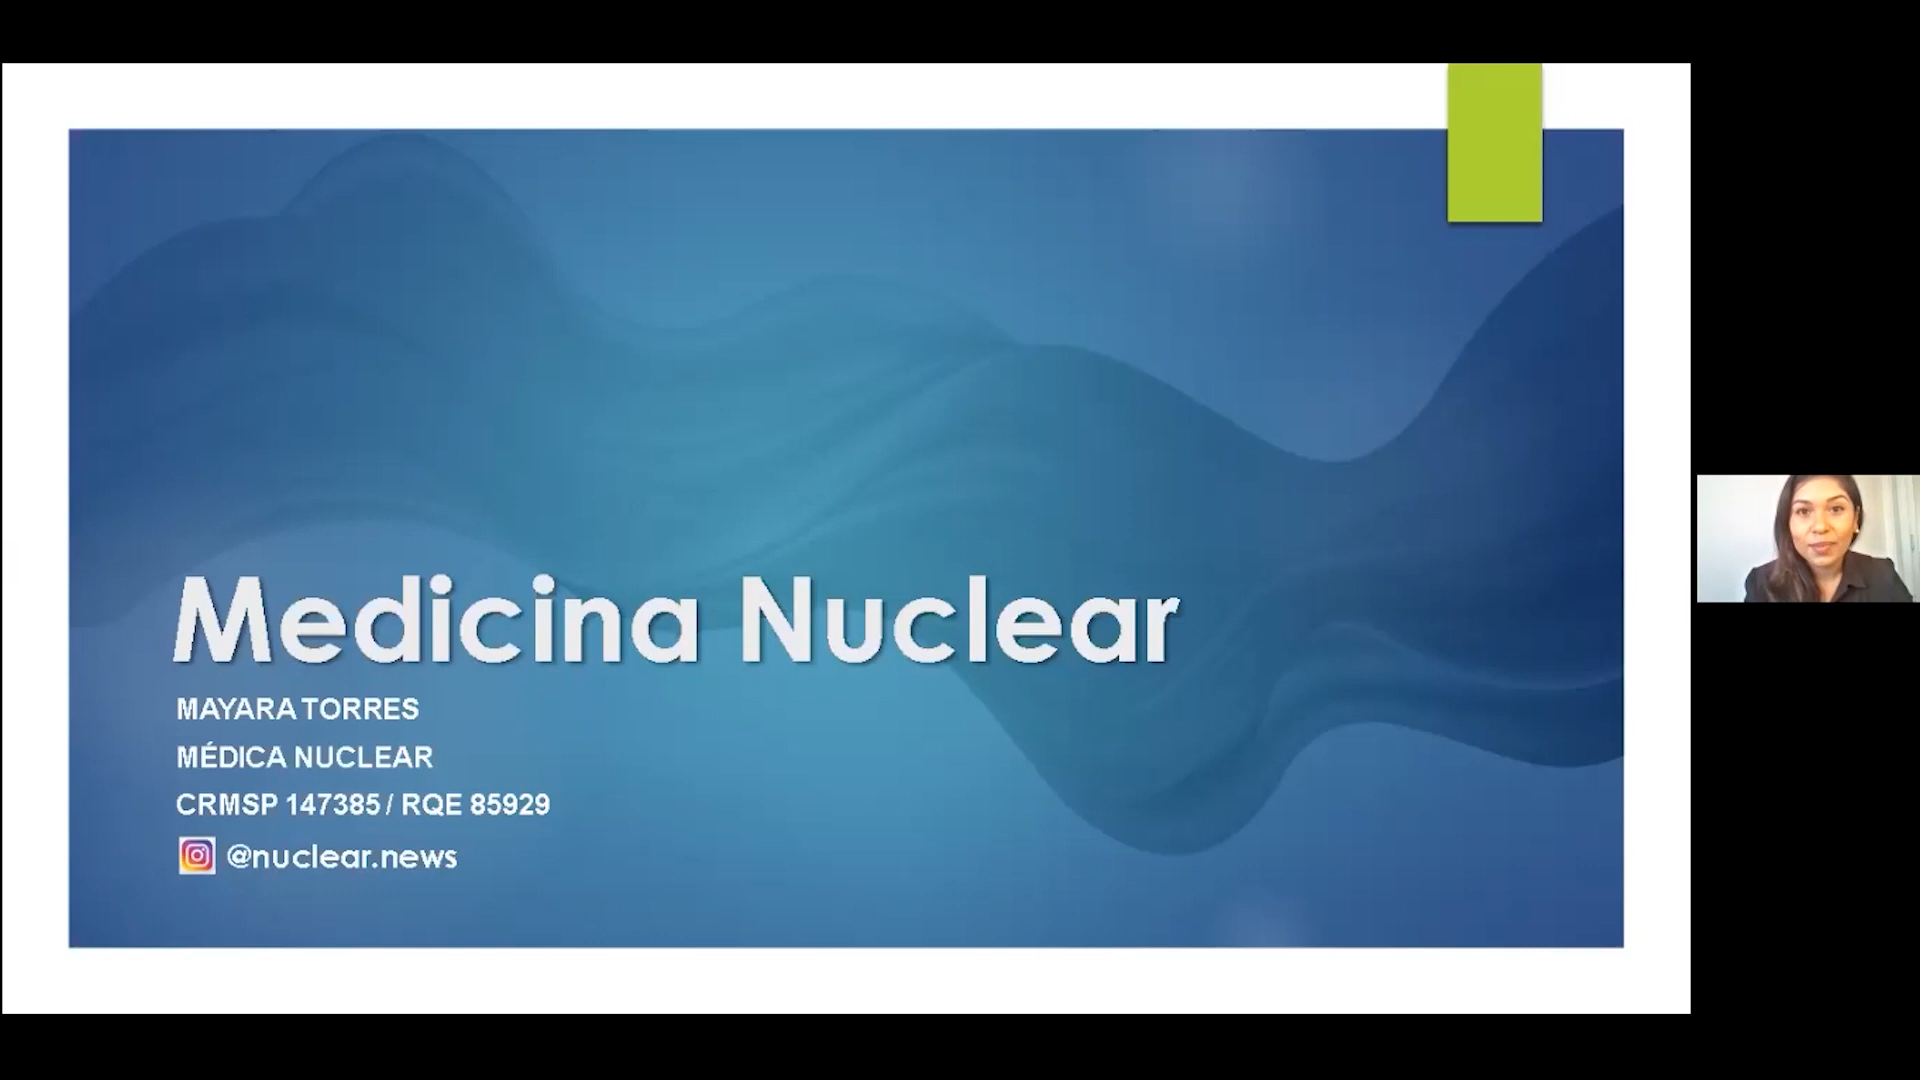 Medicina Nuclear
MAYARA TORRES
MÉDICA NUCLEAR
CRMSP 147385 / RQE 85929
@nuclear.news